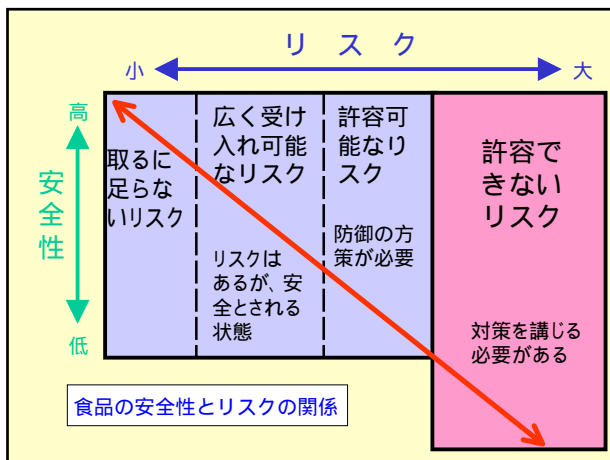 リスク
小
大
高
安全性
低
取るに
足らな
いリスク
広く受け
入れ可能
なリスク
リスクは
あるが、安
全とされる
状態
許容可
能なリ
スク
防御の方
策が必要
許容で
きない
リスク
対策を講じる
必要がある
食品の安全性とリスクの関係